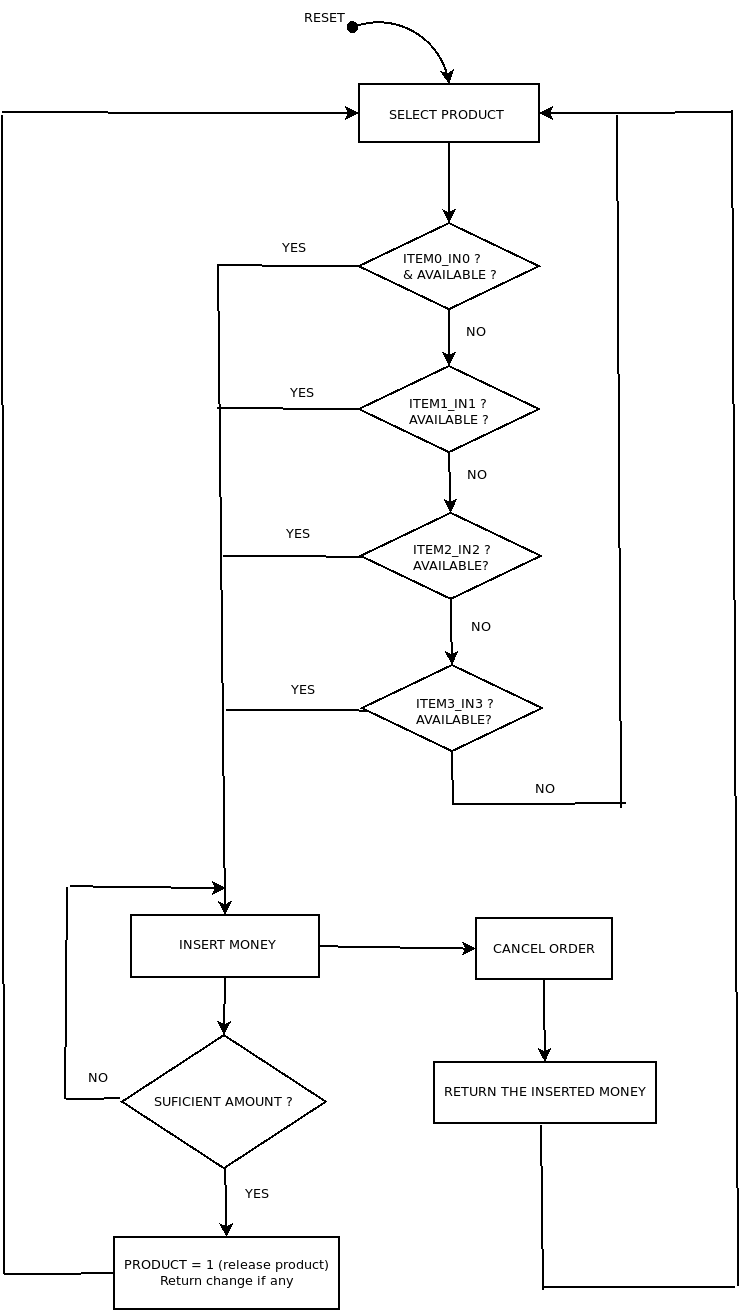 RESET
SELECT PRODUCT
YES
ITEM0_IN0 ?
& AVAILABLE ?
NO
YES
ITEM1_IN1 ?
AVAILABLE ?
NO
YES
ITEM2_IN2 ?
AVAILABLE?
NO
YES
ITEM3_IN3 ?
AVAILABLE?
NO
INSERT MONEY
CANCEL ORDER
NO
SUFICIENT AMOUNT ?
RETURN THE INSERTED MONEY
YES
PRODUCT = 1 (release product)
Return change if any